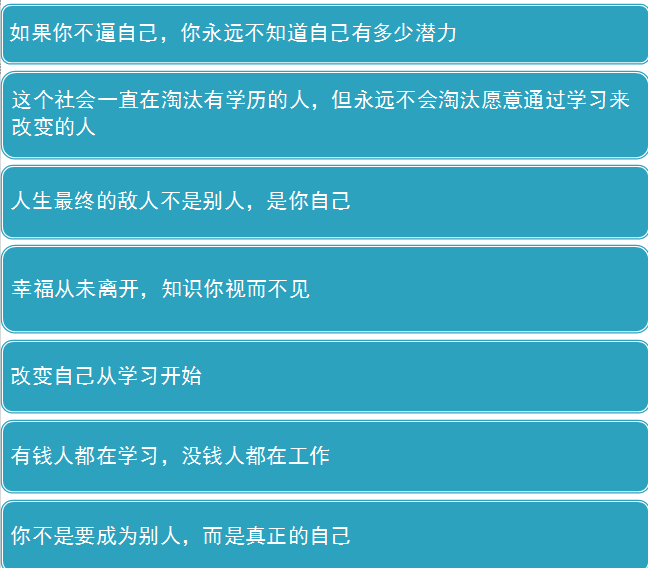 如果你不逼自己，你永远不知道自己有多少潜力
这个社会一直在淘汰有学历的人，但永远不会淘汰愿意通过学习来
改变的人
人生最终的敌人不是别人，是你自己
幸福从未离开，知识你视而不见
改变自己从学习开始
有钱人都在学习，没钱人都在工作
你不是要成为别人，而是真正的自己